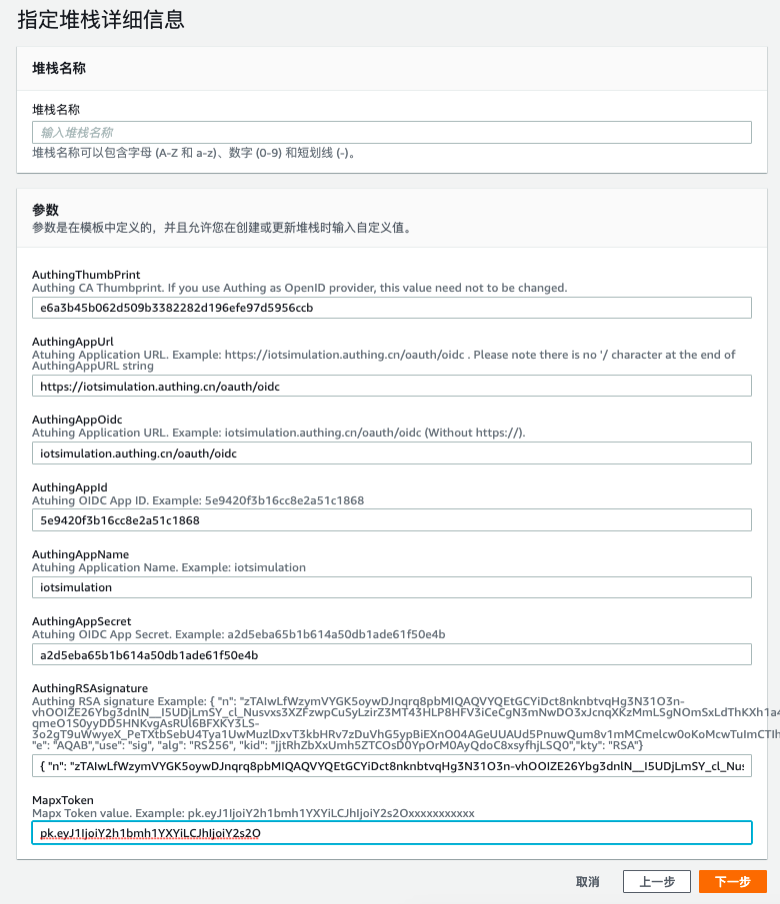 指定堆栈详细信息
堆栈名称
堆栈名称
输入堆栈名称
堆栈名称可以包含字母 (A-Z 和 a-z)、数字 (0-9) 和短划线 (-)。
参数
参数是在模板中定义的，并且允许您在创建或更新堆栈时输入自定义值。
AuthingThumbPrint
Authing CA Thumbprint. If you use Authing as OpenID provider, this value need not to be changed.
e6a3b45b062d509b3382282d196efe97d5956ccb
AuthingAppUrl
Atuhing Application URL. Example: https://iotsimulation.authing.cn/oauth/oidc . Please note there is no '/ character at the end of
AuthingAppURL string
https://iotsimulation.authing.cn/oauth/oidc
AuthingAppOidc
Atuhing Application URL. Example: iotsimulation.authing.cn/oauth/oidc (Without https://).
iotsimulation.authing.cn/oauth/oidc
AuthingAppId
Atuhing OIDC App ID. Example: 5e9420f3b16cc8e2a51c1868
5e9420f3b16cc8e2a51c1868
AuthingAppName
Atuhing Application Name. Example: iotsimulation
iotsimulation
AuthingAppSecret
Atuhing OIDC App Secret. Example: a2d5eba65b1b614a50db1ade61f50e4b
a2d5eba65b1b614a50db1ade61f50e4b
AuthingRSAsignature
Authing RSA signature Example: { "n": "zTAIwLfWzymVYGK5oywDJnqrq8pbMIQAQVYQEtGCYiDct8nknbtvqHg3N31O3n-
vhOOIZE26Ybg3dnlN__I5UDjLmSY_cl_Nusvxs3XZFzwpCuSyLzirZ3MT43HLP8HFV3iCeCgN3mNwDO3xJcnqXKzMmLSgNOmSxLdThKXh1a4
qmeO1S0yyDD5HNKvgAsRUl6BFXKY3LS-
3o2gT9uWwyeX_PeTXtbSebU4Tya1UwMuzlDxvT3kbHRv7zDuVhG5ypBiEXnO04AGeUUAUd5PnuwQum8v1mMCmelcw0oKoMcwTuImCTIh
"e": "AQAB","use": "sig", "alg": "RS256", "kid": "jjtRhZbXxUmh5ZTCOsD0YpOrM0AyQdoC8xsyfhjLSQ0","kty": "RSA"}
{ "n": "zTAIwLfWzymVYGK5oywDJnqrq8pbMIQAQVYQEtGCYiDct8nknbtvqHg3N31O3n-vhOOIZE26Ybg3dnlN__I5UDjLmSY_cl_Nus
MapxToken
Mapx Token value. Example: pk.eyJ1IjoiY2h1bmh1YXYiLCJhIjoiY2s2Oxxxxxxxxxxx
pk.eyJ1IjoiY2h1bmh1YXYiLCJhIjoiY2s2O
取消
上一步
下一步